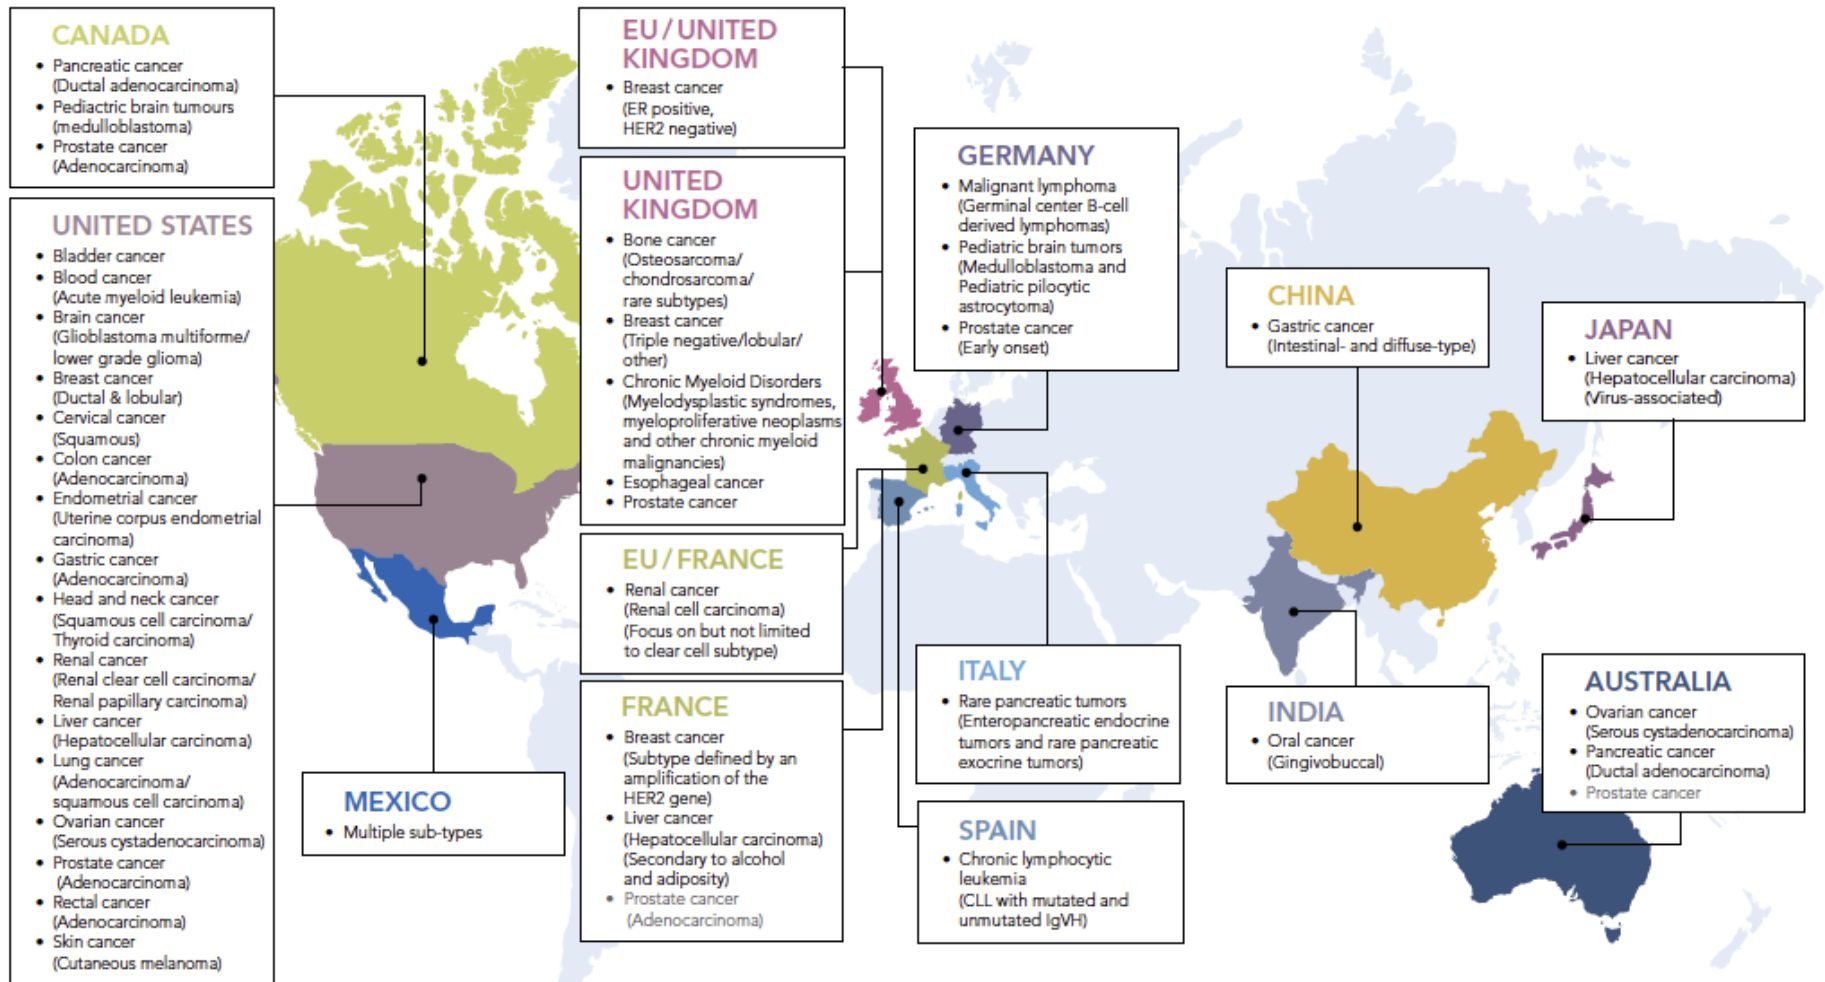 CANADA
• Pancreatic cancer
(Ductal adenocarcinoma)
• Pediactric brain tumours
(medulloblastoma)
• Prostate cancer
(Adenocarcinoma)
UNITED STATES
• Bladder cancer
• Blood cancer
(Acute myeloid leukemia)
• Brain cancer
(Glioblastoma multiforme/
lower grade glioma)
• Breast cancer
(Ductal & lobular)
• Cervical cancer
(Squamous)
• Colon cancer
(Adenocarcinoma)
• Endometrial cancer
(Uterine corpus endometrial
carcinoma)
• Gastric cancer
(Adenocarcinoma)
• Head and neck cancer
(Squamous cell carcinoma/
Thyroid carcinoma)
• Renal cancer
(Renal clear cell carcinoma/
Renal papillary carcinoma)
• Liver cancer
(Hepatocellular carcinoma)
• Lung cancer
(Adenocarcinoma/
squamous cell carcinoma)
• Ovarian cancer
(Serous cystadenocarcinoma)
• Prostate cancer
(Adenocarcinoma)
• Rectal cancer
(Adenocarcinoma)
• Skin cancer
(Cutaneous melanoma)
MEXICO
• Multiple sub-types
EU / UNITED
KINGDOM
• Breast cancer
(ER positive,
HER2 negative)
UNITED
KINGDOM
• Bone cancer
(Osteosarcoma/
chondrosarcoma/
rare subtypes)
• Breast cancer
(Triple negative/lobular/
other)
• Chronic Myeloid Disorders
(Myelodysplastic syndromes,
myeloproliferative neoplasms
and other chronic myeloid
malignancies)
• Esophageal cancer
• Prostate cancer
EU / FRANCE
• Renal cancer
(Renal cell carcinoma)
(Focus on but not limited
to clear cell subtype)
FRANCE
• Breast cancer
(Subtype defined by an
amplification of the
HER2 gene)
• Liver cancer
(Hepatocellular carcinoma)
(Secondary to alcohol
and adiposity)
• Prostate cancer
(Adenocarcinoma)
GERMANY
• Malignant lymphoma
(Germinal center B-cell
derived lymphomas)
• Pediatric brain tumors
(Medulloblastoma and
Pediatric pilocytic
astrocytoma)
• Prostate cancer
(Early onset)
ITALY
• Rare pancreatic tumors
(Enteropancreatic endocrine
tumors and rare pancreatic
exocrine tumors)
SPAIN
• Chronic lymphocytic
leukemia
(CLL with mutated and
unmutated IgVH)
CHINA
• Gastric cancer
(Intestinal- and diffuse-type)
INDIA
• Oral cancer
(Gingivobuccal)
JAPAN
• Liver cancer
(Hepatocellular carcinoma)
(Virus-associated)
AUSTRALIA
• Ovarian cancer
(Serous cystadenocarcinoma)
• Pancreatic cancer
(Ductal adenocarcinoma)
• Prostate cancer